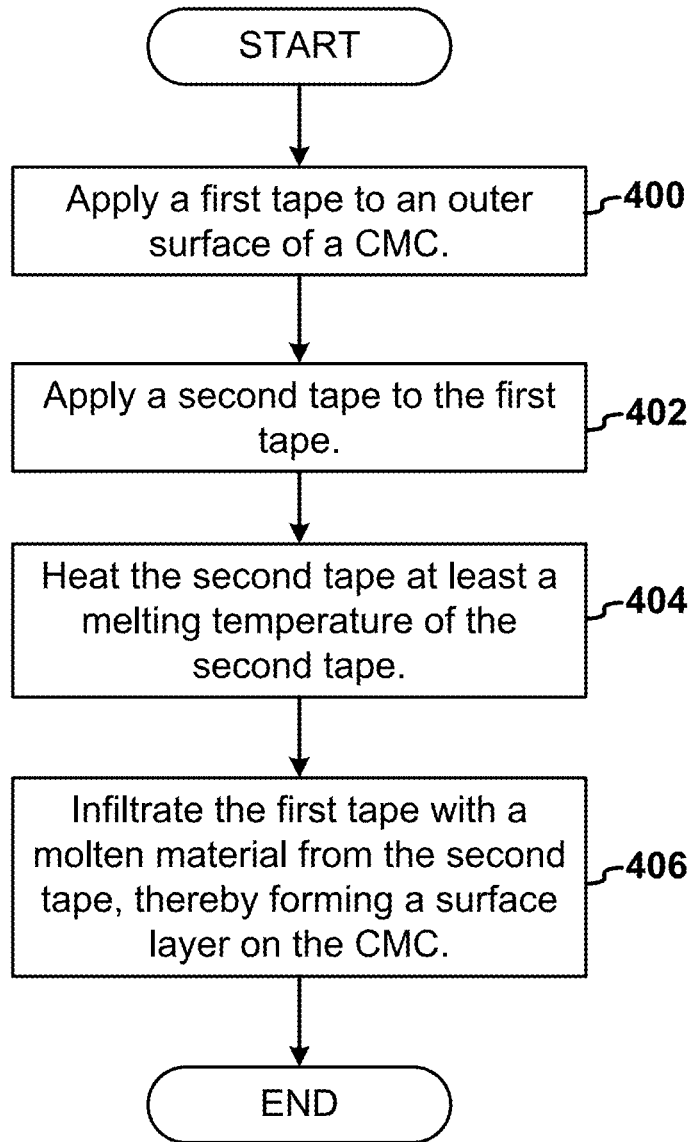 START
Apply a first tape to an outer
surface of a CMC.
400
Apply a second tape to the first
tape.
402
Heat the second tape at least a
melting temperature of the
second tape.
404
Infiltrate the first tape with a
molten material from the second
tape, thereby forming a surface
layer on the CMC.
406
END